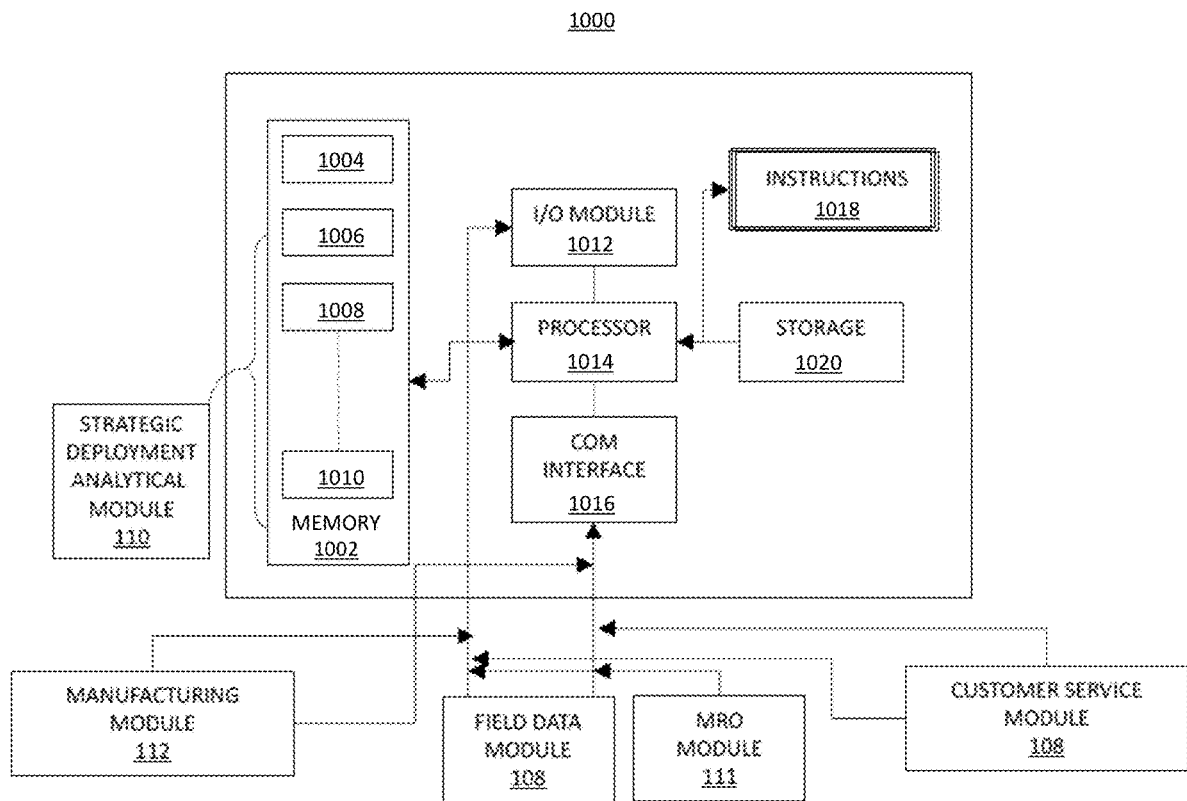 1000
1004
1006
1008
1010
MEMORY
1002
I/O MODULE
1012
PROCESSOR
1014
COM
INTERFACE
1016
INSTRUCTIONS
1018
STORAGE
1020
STRATEGIC
DEPLOYMENT
ANALYTICAL
MODULE
110
MANUFACTURING
MODULE
112
FIELD DATA
MODULE
108
MRO
MODULE
111
CUSTOMER SERVICE
MODULE
108